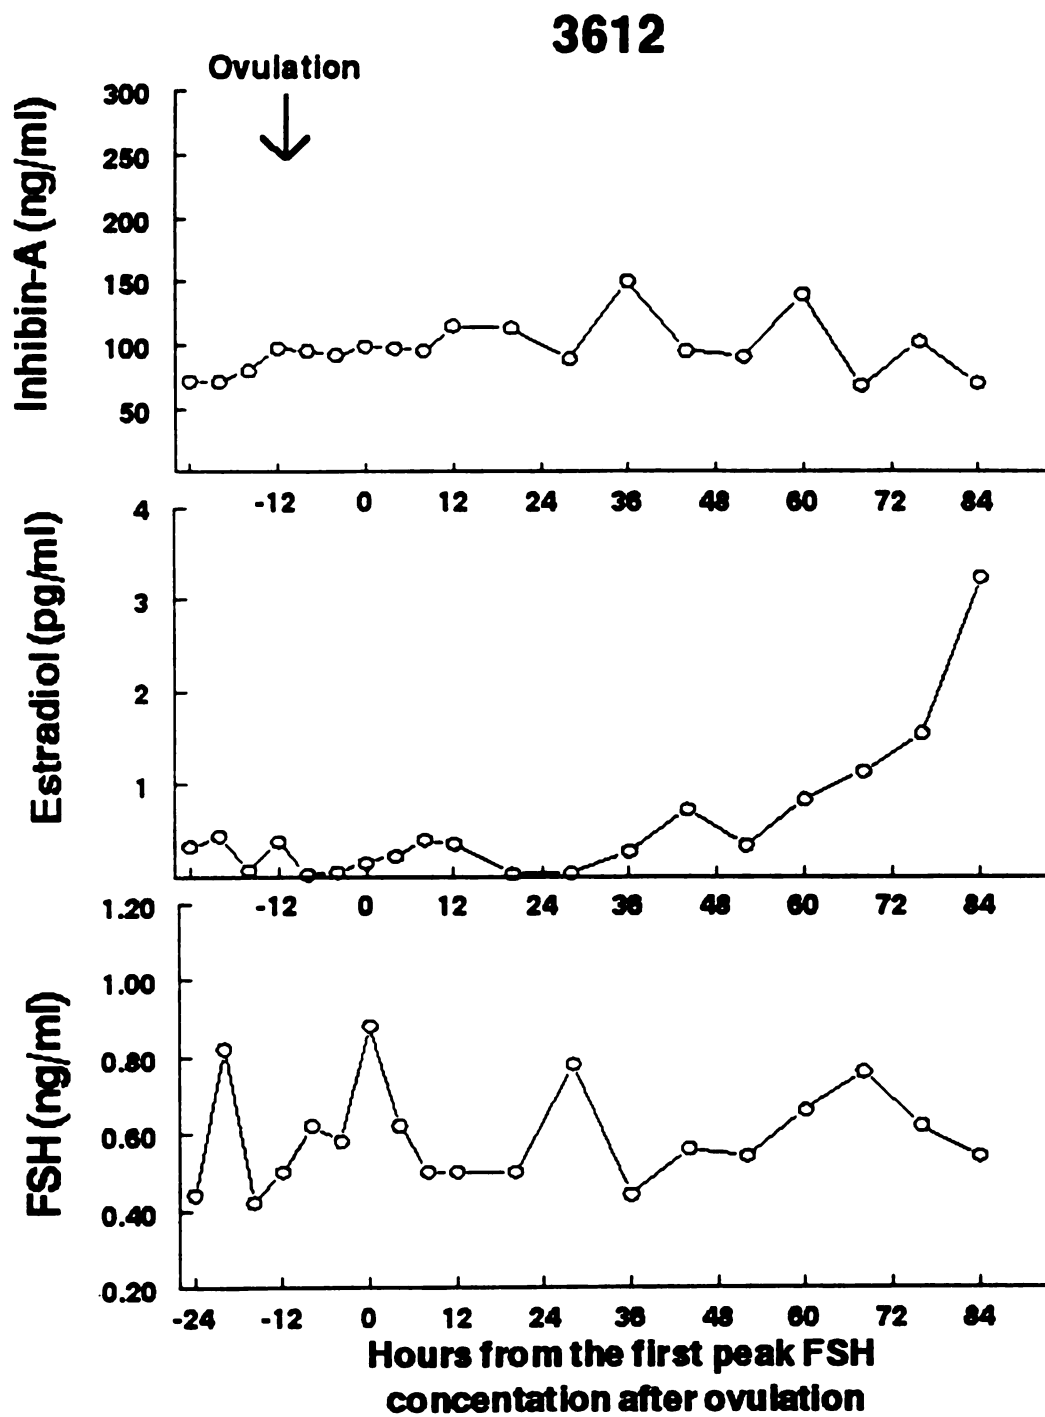 3612
Ovulation
Inhibin-A (ng/ml)
300
250
200
150
100
50
-12 0 12 24 36 48 60 72 84
Estradiol (pg/ml)
4
3
2
1
-12 0 12 24 36 48 60 72 84
FSH (ng/ml)
1.20
1.00
0.80
0.60
0.40
0.20
-24 -12 0 12 24 36 48 60 72 84
Hours from the first peak FSH
concentation after ovulation